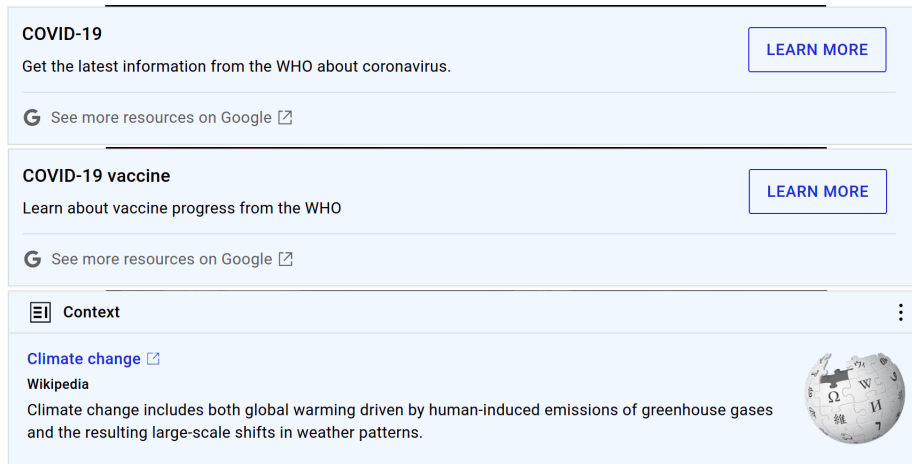 COVID-19
Get the latest information from the WHO about coronavirus.
LEARN MORE
See more resources on Google
COVID-19 vaccine
Learn about vaccine progress from the WHO
LEARN MORE
See more resources on Google
Context
Climate change
Wikipedia
Climate change includes both global warming driven by human-induced emissions of greenhouse gases
and the resulting large-scale shifts in weather patterns.
Ω W
維 И